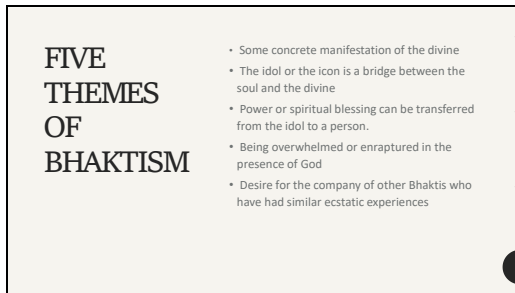 FIVE
THEMES
OF
BHAKTISM
• Some concrete manifestation of the divine
• The idol or the icon is a bridge between the
soul and the divine
• Power or spiritual blessing can be transferred
from the idol to a person.
• Being overwhelmed or enraptured in the
presence of God
• Desire for the company of other Bhaktis who
have had similar ecstatic experiences